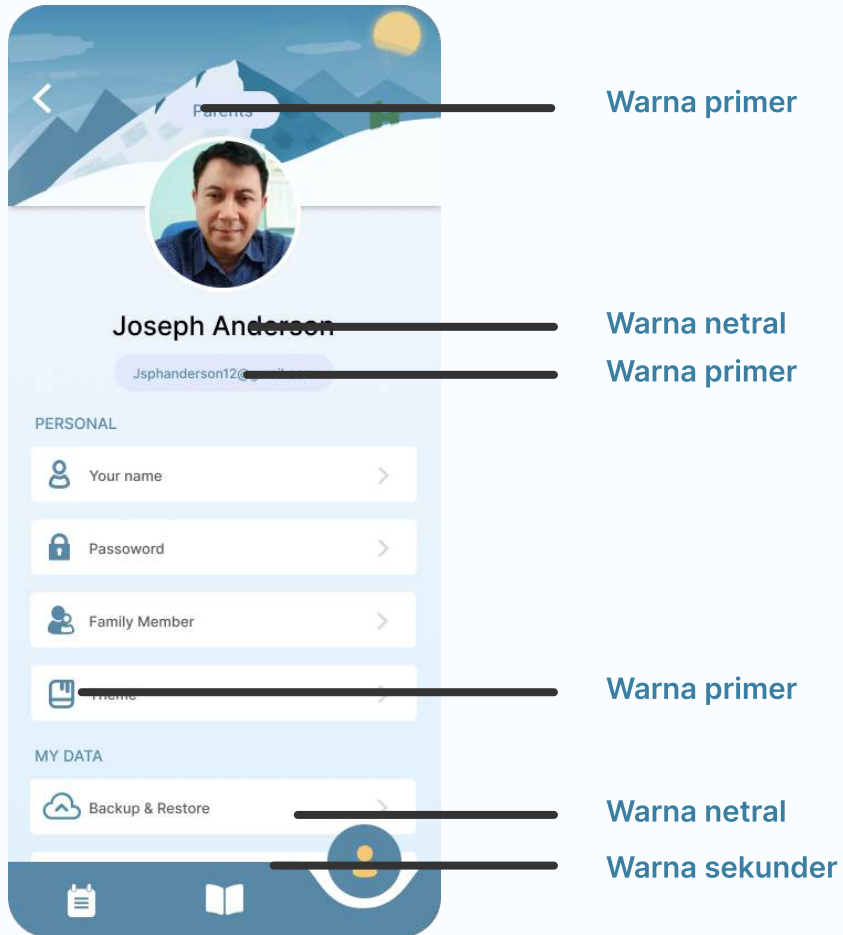 Parents
Warna primer
Joseph Anderson
Warna netral
Jsphanderson12@gmail.com
Warna primer
PERSONAL
Your name
Passoword
Family Member
Theme
Warna primer
MY DATA
Backup & Restore
Warna netral
Warna sekunder